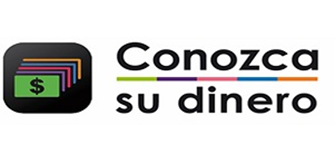 $
Conozca
su dinero